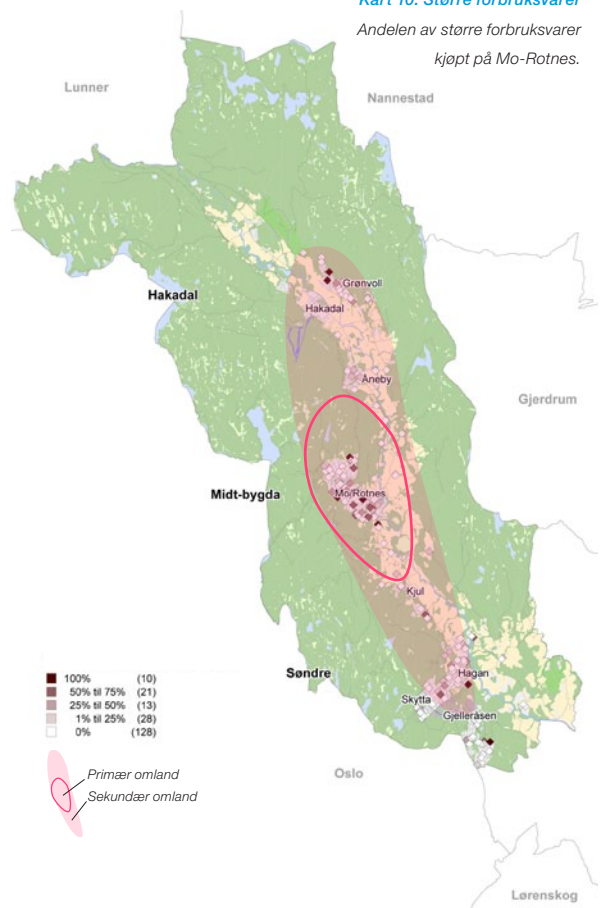 Kart 10: Større forbruksvarer
Andelen av større forbruksvarer
kjøpt på Mo-Rotnes.
Lunner
Nannestad
Grønvoll
Hakadal
Hakadal
Åneby
Gjerdrum
Midt-bygda
Mo/Rotnes
Kjul
Søndre
Hagan
Skytta
Gjelleråsen
100% (10)
50% til 75% (21)
25% til 50% (13)
1% til 25% (28)
0% (128)
Primær omland
Sekundær omland
Oslo
Lørenskog